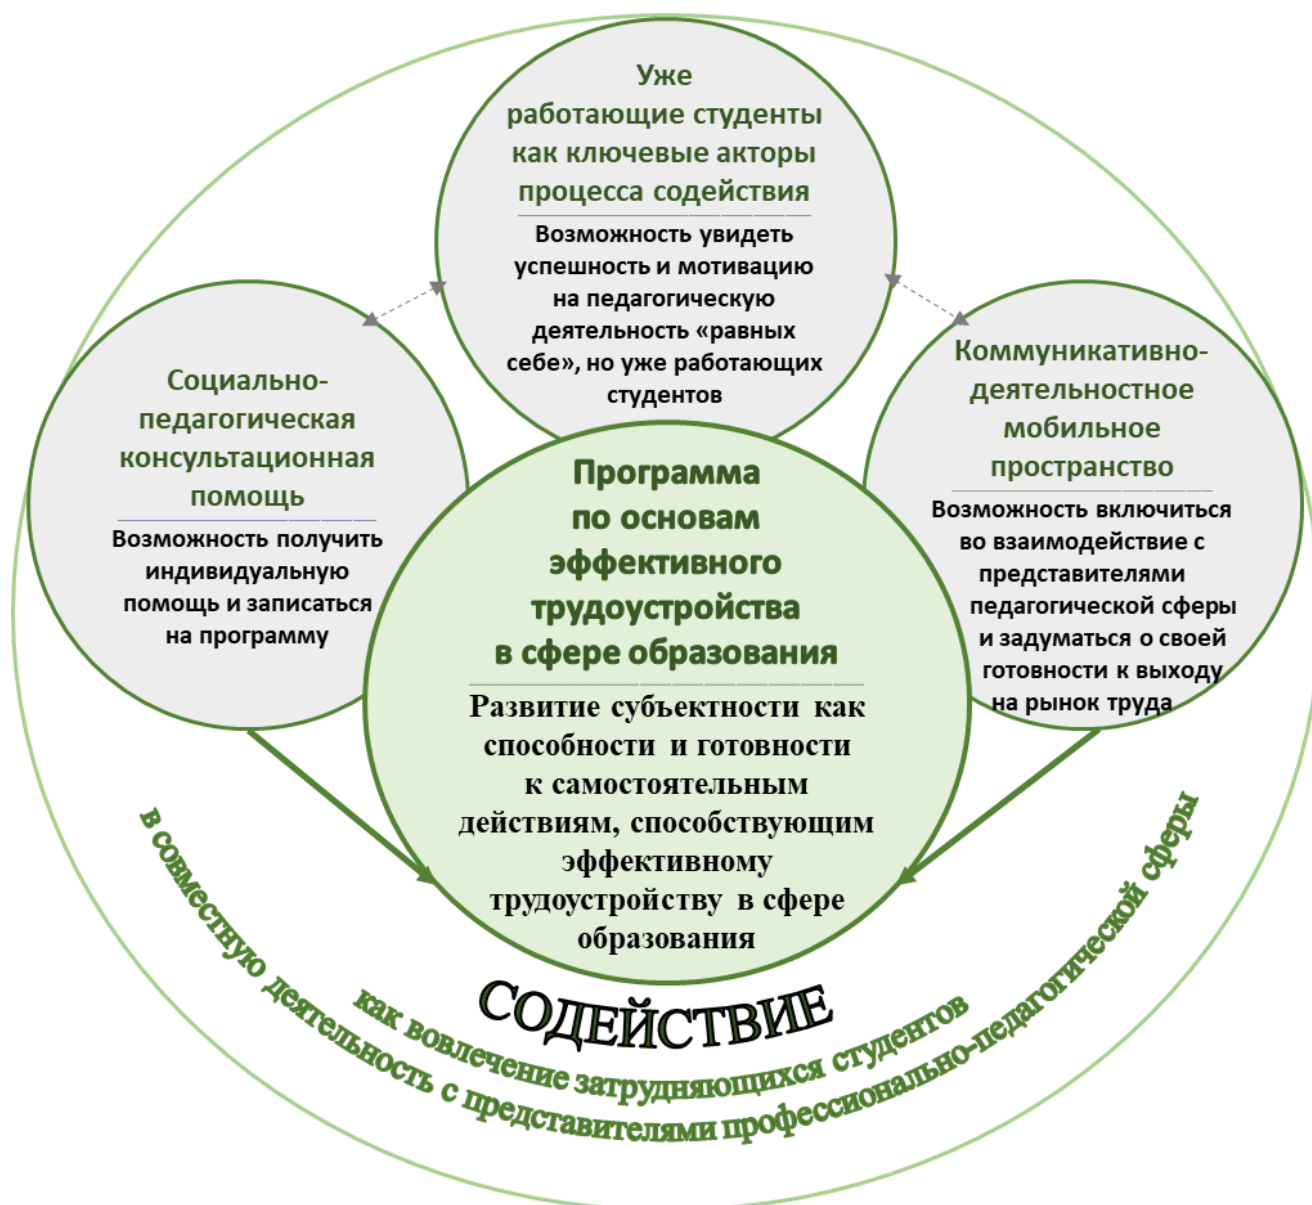 Уже
работающие студенты
как ключевые акторы
процесса содействия
Возможность увидеть
успешность и мотивацию
на педагогическую
деятельность «равных
себе», но уже работающих
студентов
Социально-
педагогическая
консультационная
помощь
Возможность получить
индивидуальную
помощь и записаться
на программу
Коммуникативно-
деятельностное
мобильное
пространство
Возможность включиться
во взаимодействие с
представителями
педагогической сферы
и задуматься о своей
готовности к выходу
на рынок труда
Программа
по основам
эффективного
трудоустройства
в сфере образования
Развитие субъектности как
способности и готовности
к самостоятельным
действиям, способствующим
эффективному
трудоустройству в сфере
образования
СОДЕЙСТВИЕ
как вовлечение затрудняющихся студентов
в совместную деятельность с представителями профессионально-педагогической сферы